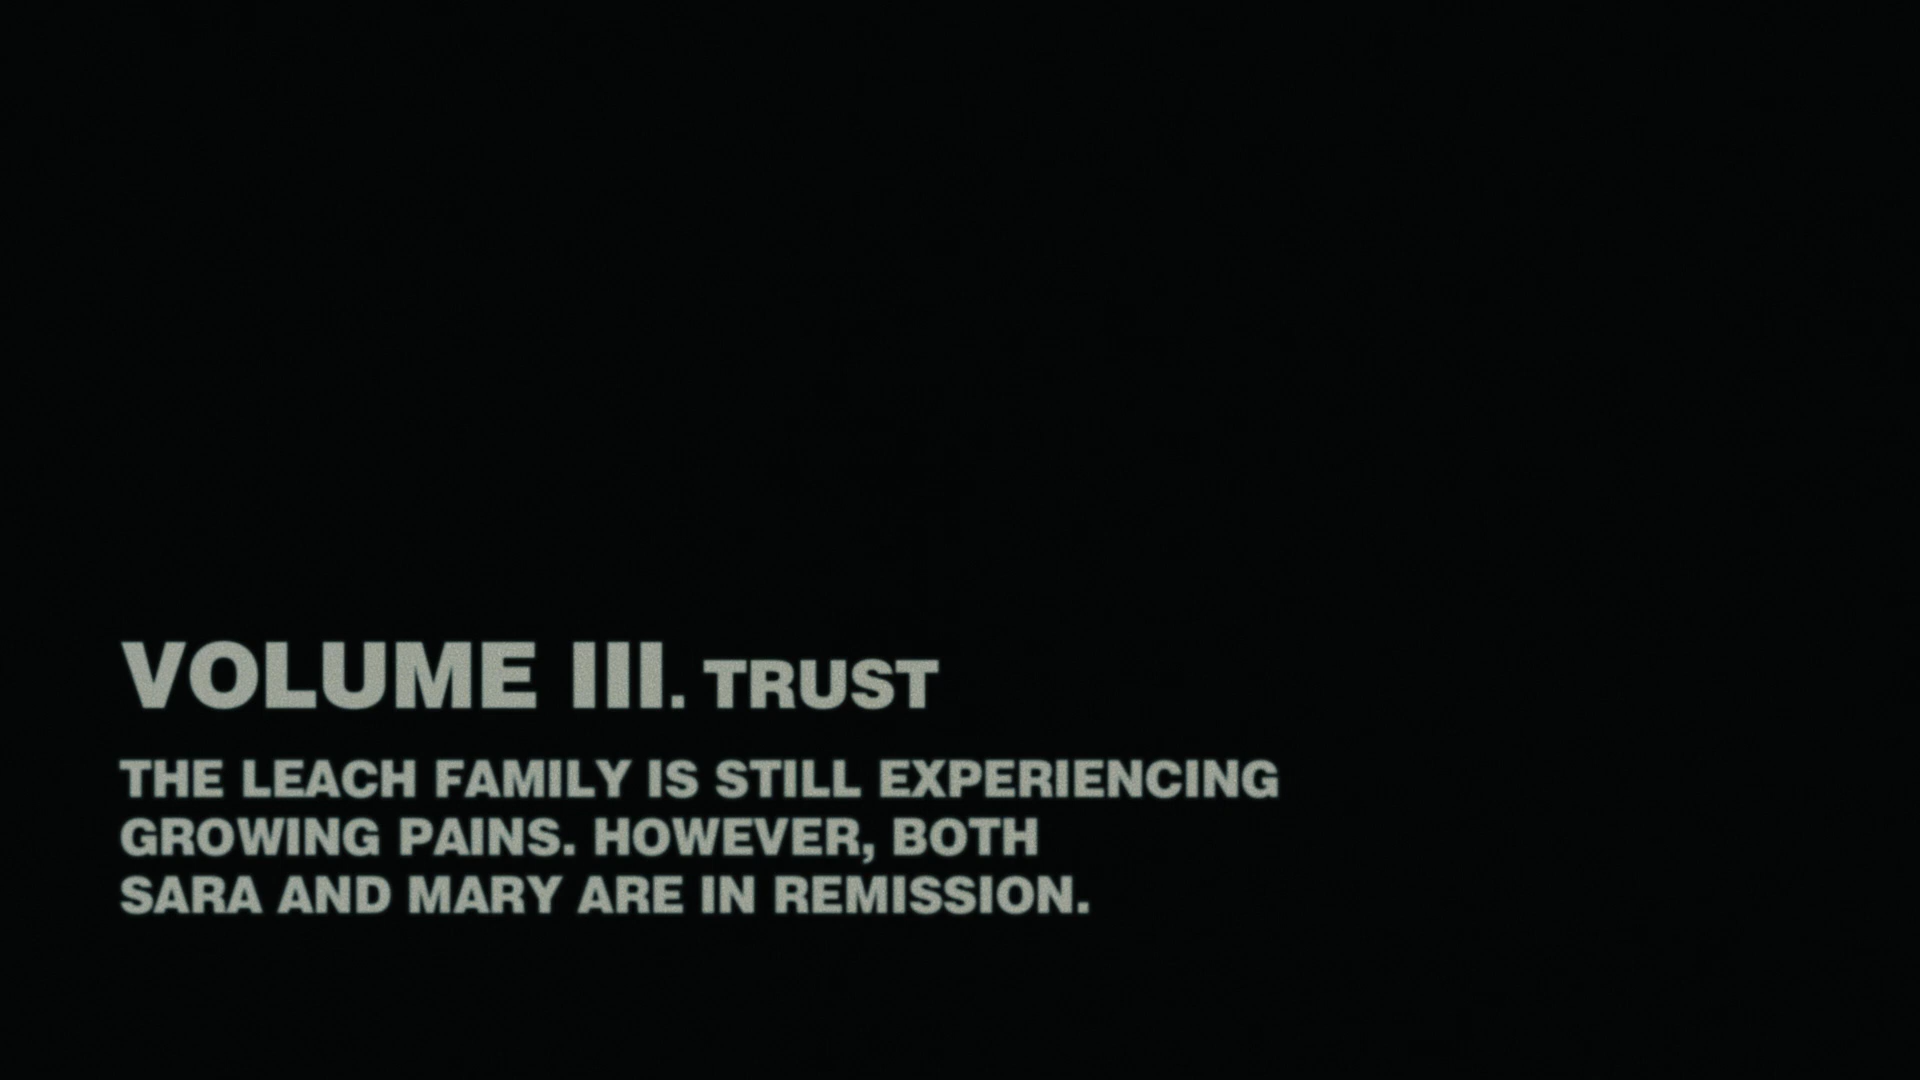 VOLUME III. TRUST
THE LEACH FAMILY IS STILL EXPERIENCING
GROWING PAINS. HOWEVER, BOTH
SARA AND MARY ARE IN REMISSION.